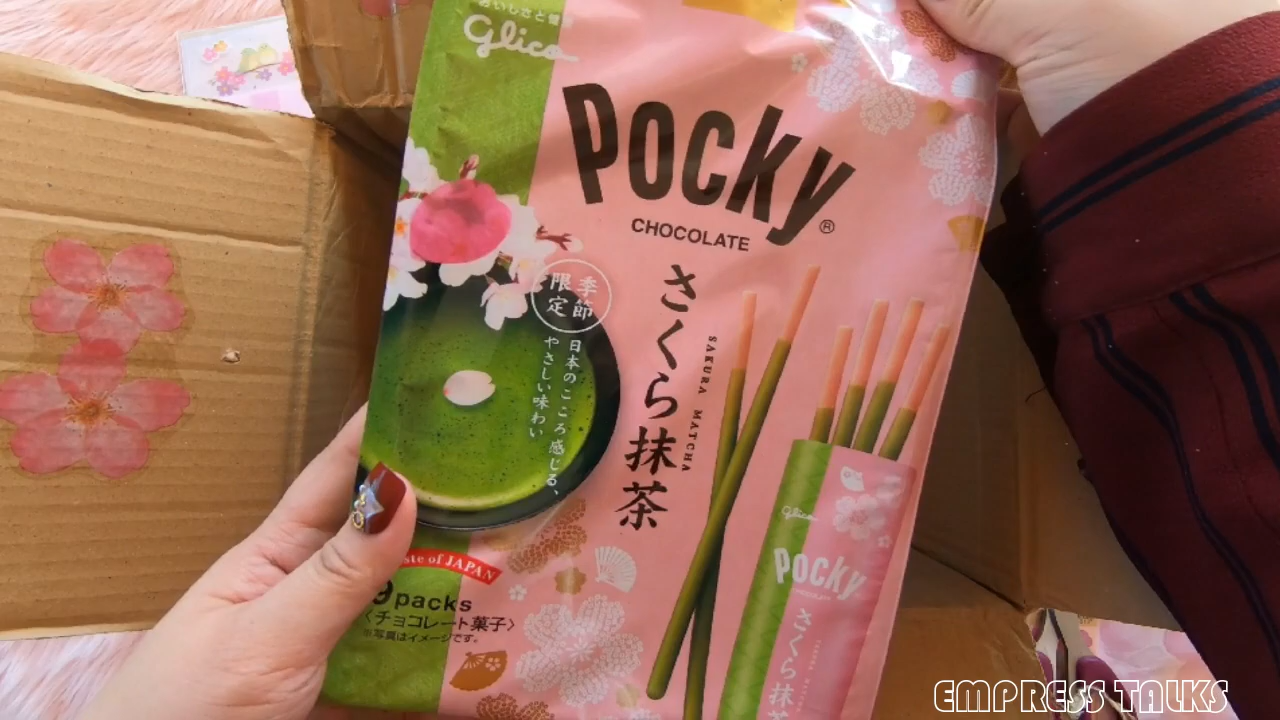 おいしさと健康
Glico
POCKY®
CHOCOLATE
さくら抹茶
SAKURA MATCHA
季節
限定
日本のこころ感じる、
やさしい味わい
ste of JAPAN
9 packs
〈チョコレート菓子〉
※写真はイメージです。
Glico
POCKY
CHOCOLATE
さくら抹茶
EMPRESS TALKS